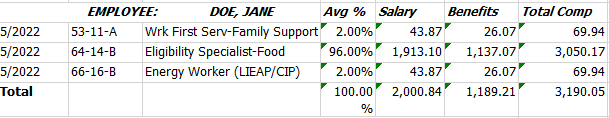 EMPLOYEE: DOE, JANE Avg % Salary Benefits Total Comp
5/2022 53-11-A Wrk First Serv-Family Support 2.00% 43.87 26.07 69.94
5/2022 64-14-B Eligibility Specialist-Food 96.00% 1,913.10 1,137.07 3,050.17
5/2022 66-16-B Energy Worker (LIEAP/CIP) 2.00% 43.87 26.07 69.94
Total 100.00 2,000.84 1,189.21 3,190.05
%